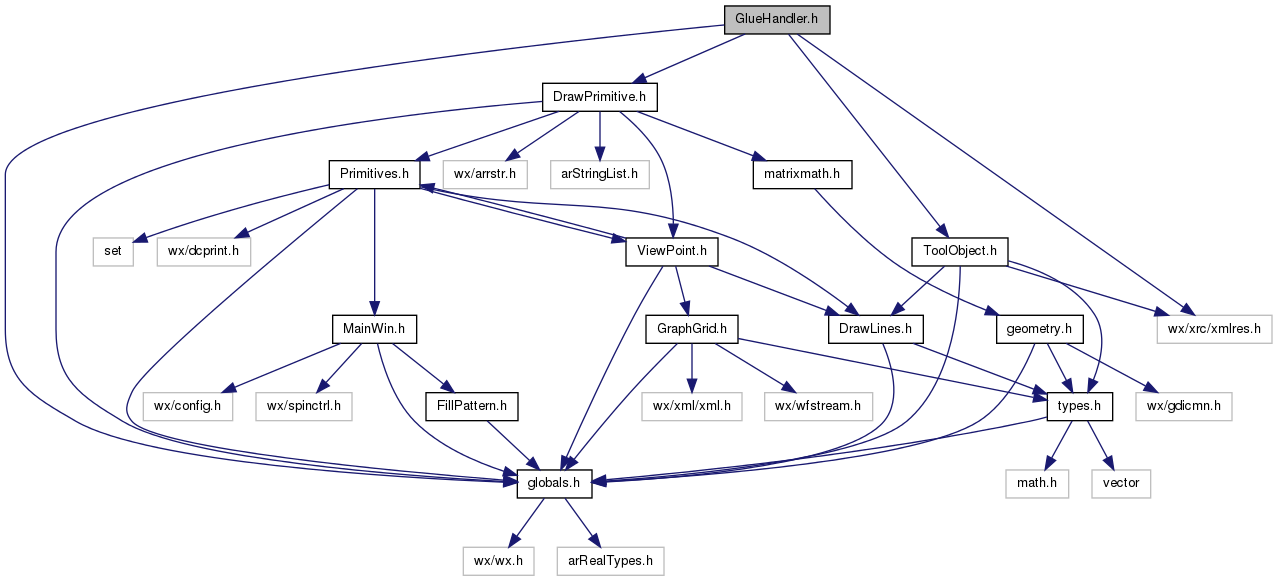 GlueHandler.h
DrawPrimitive.h
Primitives.h
wx/arrstr.h
arStringList.h
matrixmath.h
set
wx/dcprint.h
ViewPoint.h
ToolObject.h
MainWin.h
GraphGrid.h
DrawLines.h
geometry.h
wx/xrc/xmlres.h
wx/config.h
wx/spinctrl.h
FillPattern.h
wx/xml/xml.h
wx/wfstream.h
types.h
wx/gdicmn.h
globals.h
math.h
vector
wx/wx.h
arRealTypes.h